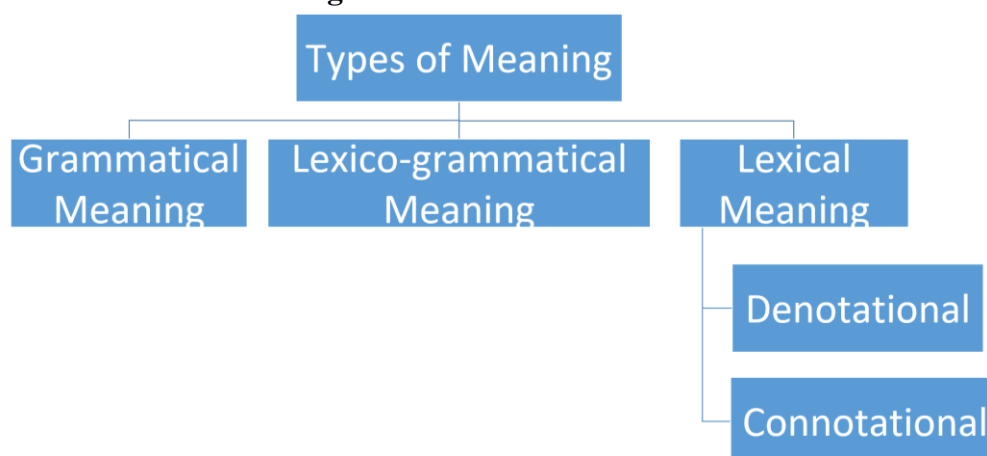 Types of Meaning
Grammatical
Meaning
Lexico-grammatical
Meaning
Lexical
Meaning
Denotational
Connotational